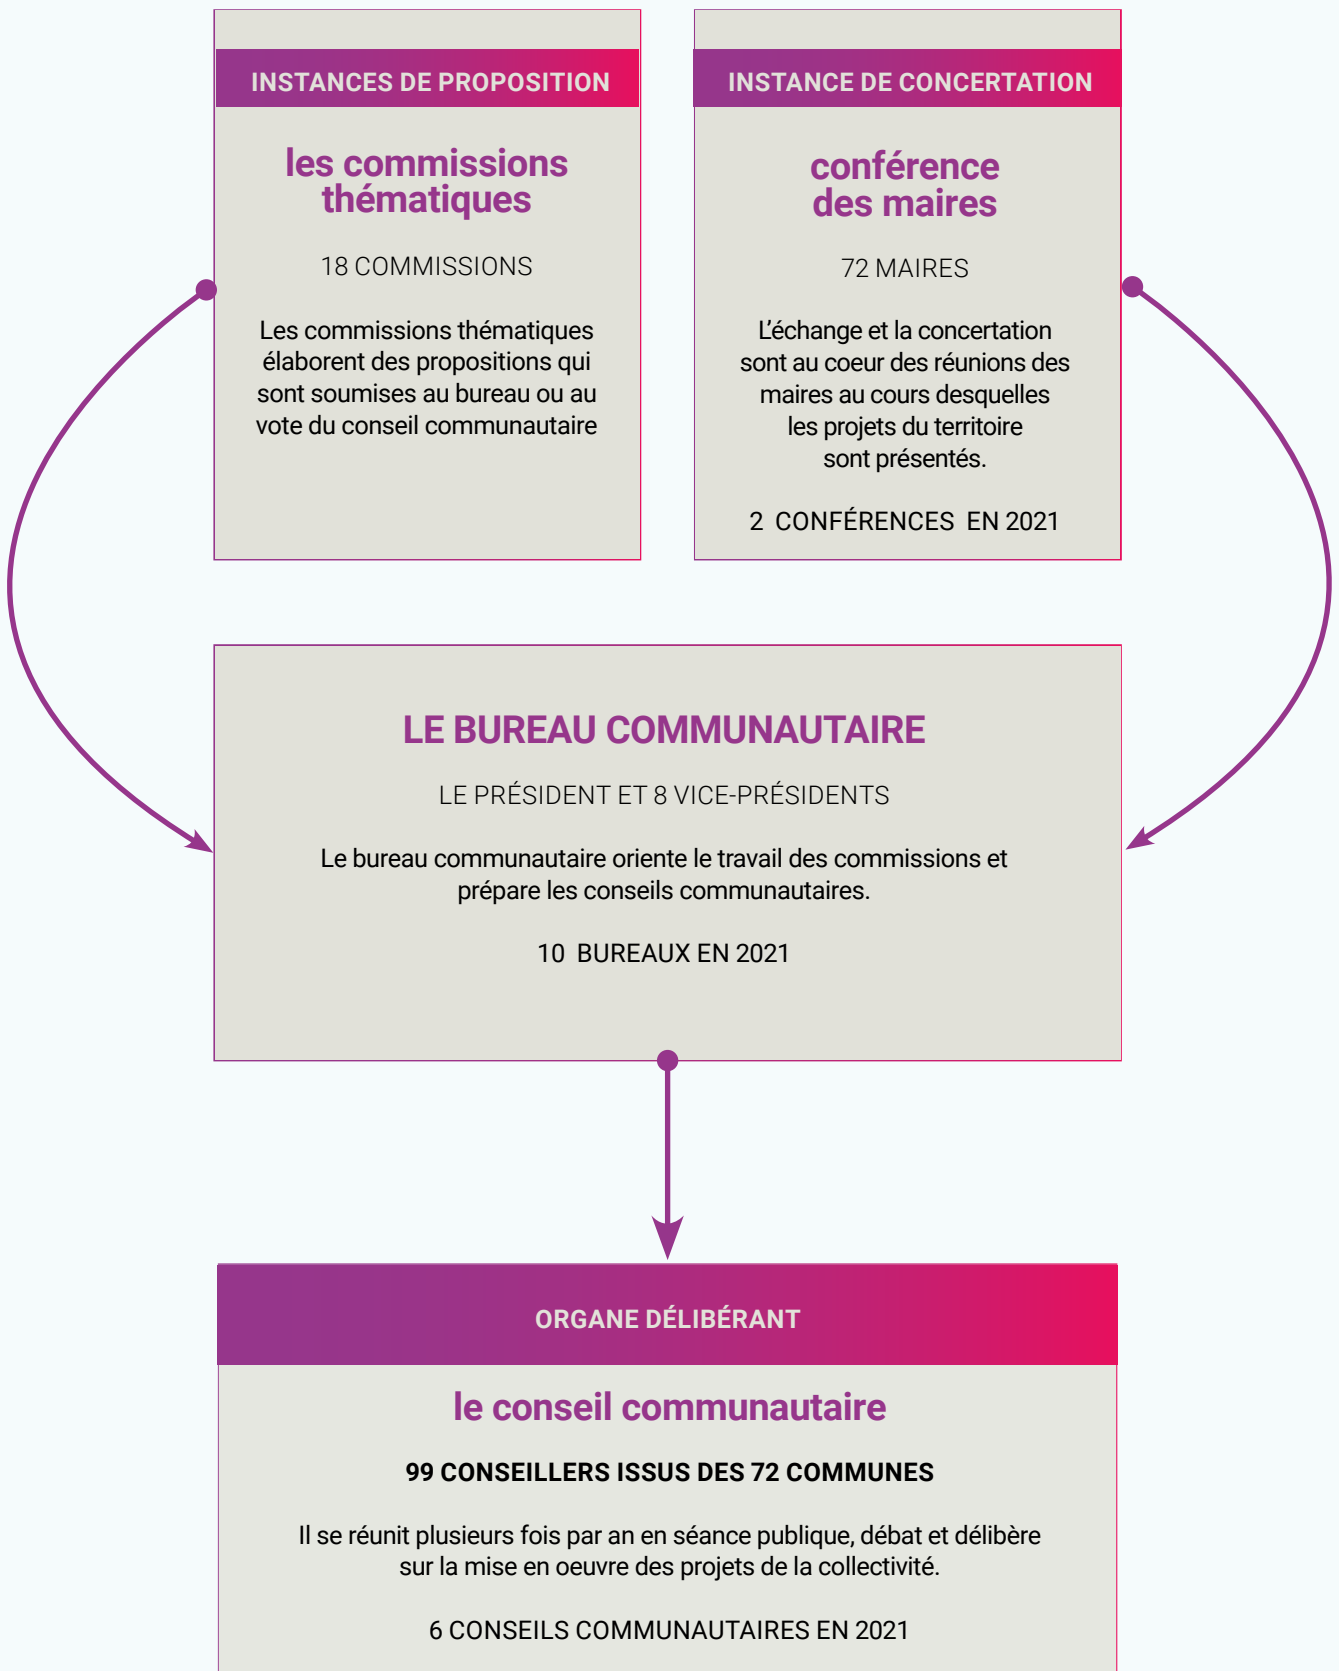 INSTANCES DE PROPOSITION
les commissions
thématiques
18 COMMISSIONS
Les commissions thématiques
élaborent des propositions qui
sont soumises au bureau ou au
vote du conseil communautaire
INSTANCE DE CONCERTATION
conférence
des maires
72 MAIRES
L'échange et la concertation
sont au coeur des réunions des
maires au cours desquelles
les projets du territoire
sont présentés.
2 CONFÉRENCES EN 2021
LE BUREAU COMMUNAUTAIRE
LE PRÉSIDENT ET 8 VICE-PRÉSIDENTS
Le bureau communautaire oriente le travail des commissions et
prépare les conseils communautaires.
10 BUREAUX EN 2021
ORGANE DÉLIBÉRANT
le conseil communautaire
99 CONSEILLERS ISSUS DES 72 COMMUNES
Il se réunit plusieurs fois par an en séance publique, débat et délibère
sur la mise en oeuvre des projets de la collectivité.
6 CONSEILS COMMUNAUTAIRES EN 2021